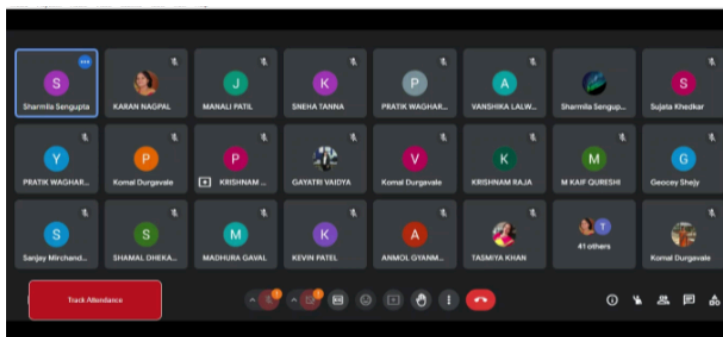 S
Sharmila Sengupta
KARAN NAGPAL
J
MANALI PATIL
K
SNEHA TANNA
P
PRATIK WAGHAR...
A
VANSHIKA LALW...
Sharmila Sengup...
S
Sujata Khedkar
Y
PRATIK WAGHAR...
P
Komal Durgavale
P
KRISHNAM ...
GAYATRI VAIDYA
V
Komal Durgavale
K
KRISHNAM RAJA
M
M KAIF QURESHI
G
Geocey Shejy
S
Sanjay Mirchand...
S
SHAMAL DHEKA...
M
MADHURA GAVAL
K
KEVIN PATEL
A
ANMOL GYANM...
TASMIYA KHAN
T
41 others
Komal Durgavale
Track Attendance